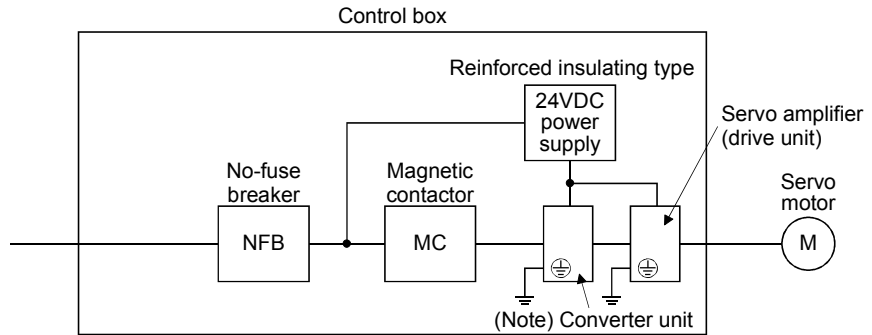 Control box
Reinforced insulating type
24VDC
power
supply
Servo amplifier
(drive unit)
No-fuse
breaker
Magnetic
contactor
Servo
motor
NFB
MC
M
(Note) Converter unit